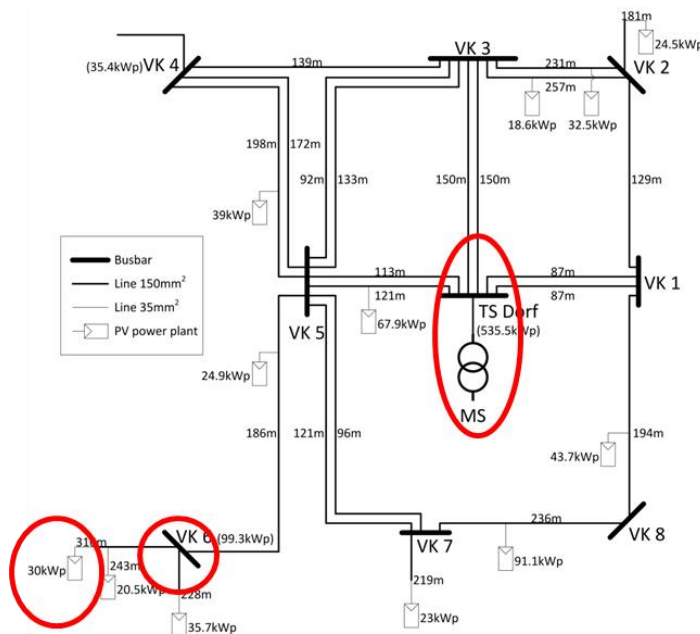 181m
24.5kWp
VK 3
(35.4kWp) VK 4
139m
231m
VK 2
257m
18.6kWp
32.5kWp
198m
172m
92m
133m
150m
150m
129m
39kWp
Busbar
Line 150mm²
Line 35mm²
PV power plant
113m
87m
VK 1
121m
TS Dorf
87m
VK 5
67.9kWp
(535.5kWp)
24.9kWp
MS
186m
121m
96m
194m
43.7kWp
VK 6 (99.3kWp)
236m
VK 7
VK 8
30kWp
243m
20.5kWp
228m
219m
91.1kWp
35.7kWp
23kWp